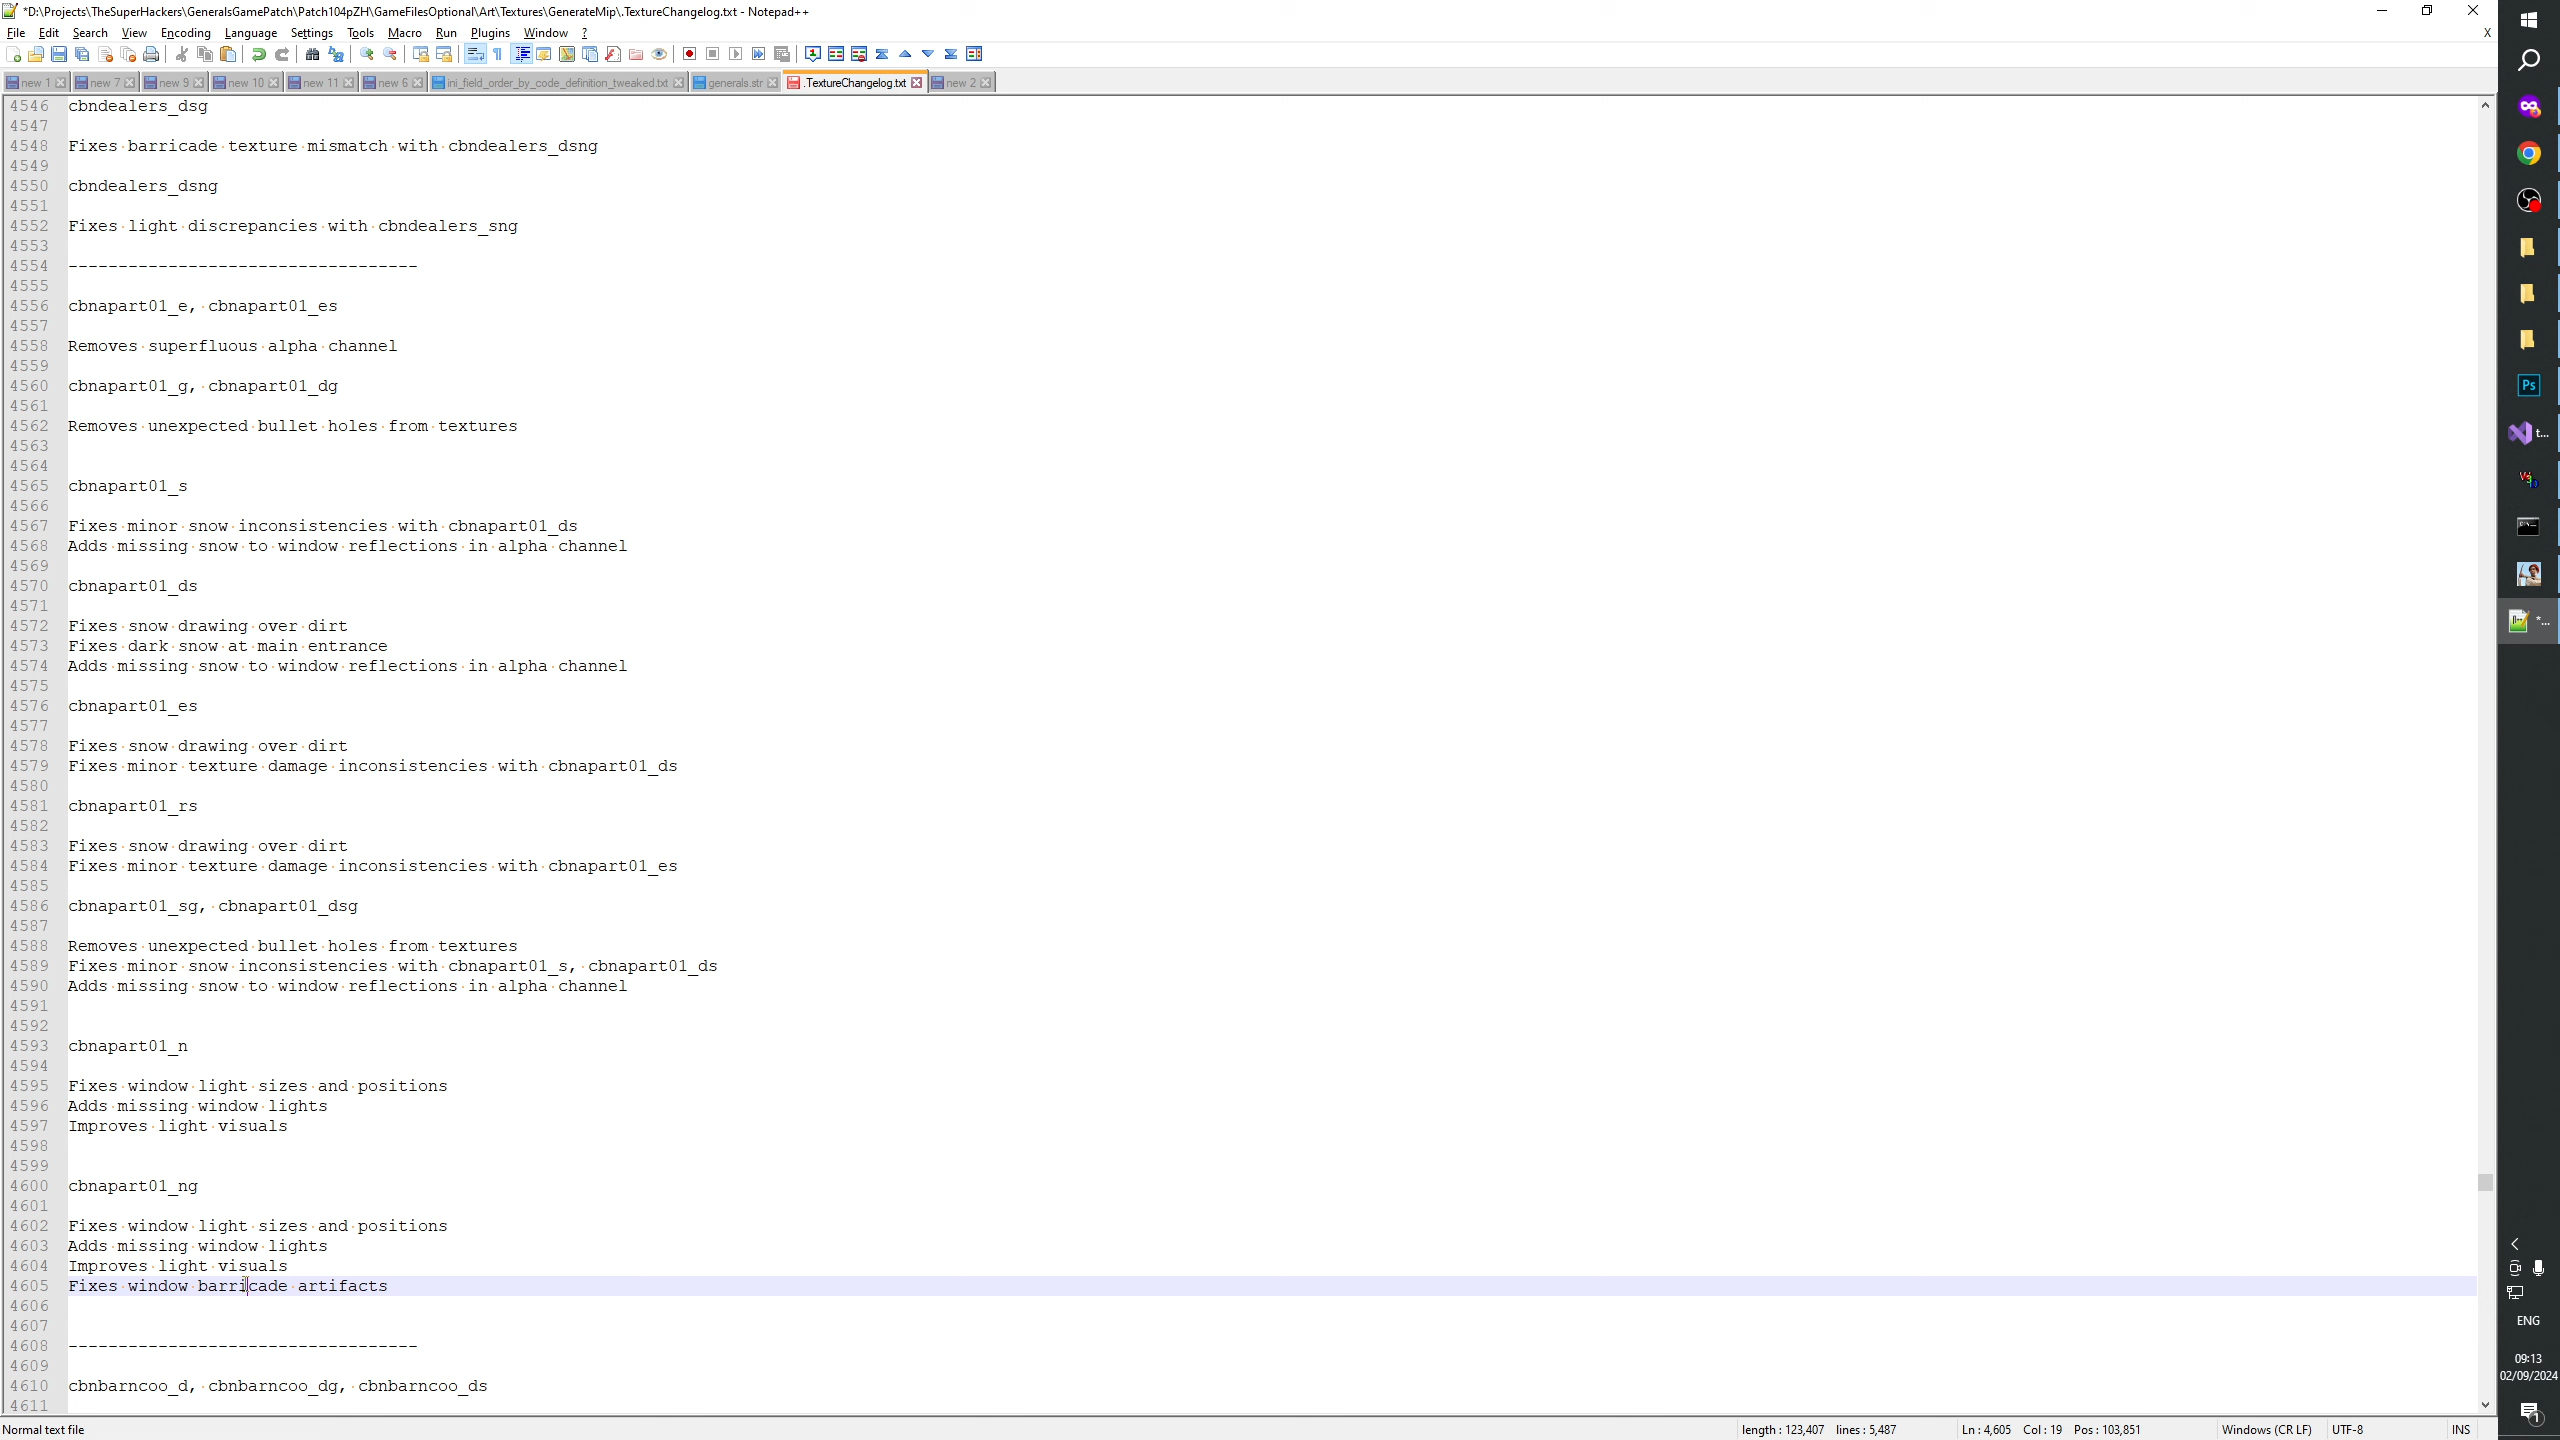 *D:\Projects\TheSuperHackers\GeneralsGamePatch\Patch104pZH\GameFilesOptional\Art\Textures\GenerateMip\.TextureChangelog.txt - Notepad++
File Edit Search View Encoding Language Settings Tools Macro Run Plugins Window ? X
new 1 new 7 new 9 new 10 new 11 new 6 ini_field_order_by_code_definition_tweaked.txt generals.str .TextureChangelog.txt new 2
4546 cbndealers_dsg
4547
4548 Fixes barricade texture mismatch with cbndealers_dsng
4549
4550 cbndealers_dsng
4551
4552 Fixes light discrepancies with cbndealers_sng
4553
4554 -----------------------------------
4555
4556 cbnapart01_e, cbnapart01_es
4557
4558 Removes superfluous alpha channel
4559
4560 cbnapart01_g, cbnapart01_dg
4561
4562 Removes unexpected bullet holes from textures
4563
4564
4565 cbnapart01_s
4566
4567 Fixes minor snow inconsistencies with cbnapart01_ds
4568 Adds missing snow to window reflections in alpha channel
4569
4570 cbnapart01_ds
4571
4572 Fixes snow drawing over dirt
4573 Fixes dark snow at main entrance
4574 Adds missing snow to window reflections in alpha channel
4575
4576 cbnapart01_es
4577
4578 Fixes snow drawing over dirt
4579 Fixes minor texture damage inconsistencies with cbnapart01_ds
4580
4581 cbnapart01_rs
4582
4583 Fixes snow drawing over dirt
4584 Fixes minor texture damage inconsistencies with cbnapart01_es
4585
4586 cbnapart01_sg, cbnapart01_dsg
4587
4588 Removes unexpected bullet holes from textures
4589 Fixes minor snow inconsistencies with cbnapart01_s, cbnapart01_ds
4590 Adds missing snow to window reflections in alpha channel
4591
4592
4593 cbnapart01_n
4594
4595 Fixes window light sizes and positions
4596 Adds missing window lights
4597 Improves light visuals
4598
4599
4600 cbnapart01_ng
4601
4602 Fixes window light sizes and positions
4603 Adds missing window lights
4604 Improves light visuals
4605 Fixes window barricade artifacts
4606
4607
4608 -----------------------------------
4609
4610 cbnbarncoo_d, cbnbarncoo_dg, cbnbarncoo_ds
4611
Normal text file length : 123,407 lines : 5,487 Ln : 4,605 Col : 19 Pos : 103,851 Windows (CR LF) UTF-8 INS
Ps
t...
*...
ENG
09:13
02/09/2024
1